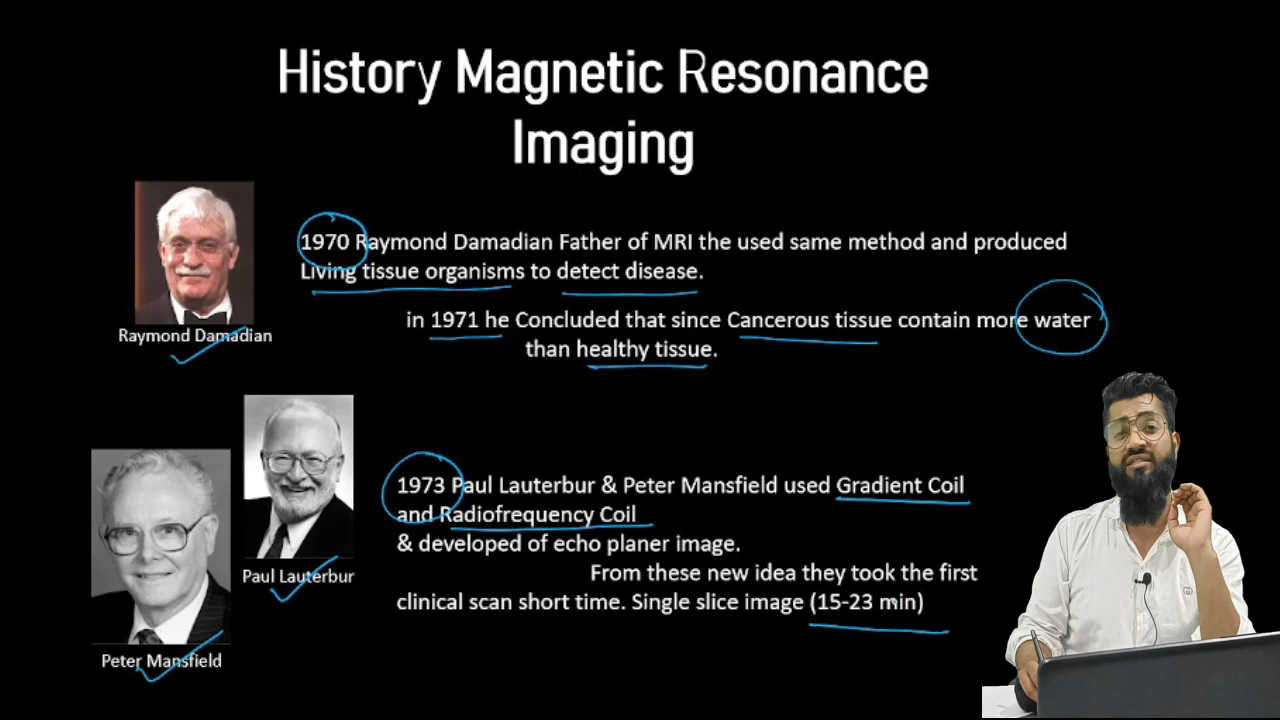 History Magnetic Resonance
Imaging
1970 Raymond Damadian Father of MRI the used same method and produced
Living tissue organisms to detect disease.
Raymond Damadian
in 1971 he Concluded that since Cancerous tissue contain more water
than healthy tissue.
1973 Paul Lauterbur & Peter Mansfield used Gradient Coil
and Radiofrequency Coil
& developed of echo planer image.
Paul Lauterbur
From these new idea they took the first
clinical scan short time. Single slice image (15-23 min)
Peter Mansfield